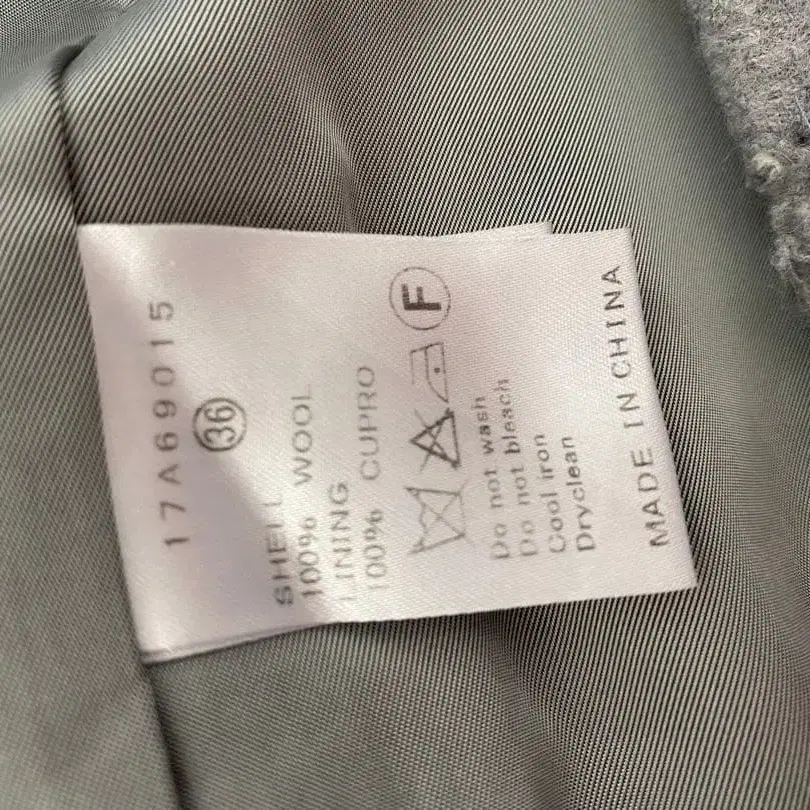 17A69015
36
SHELL
100% WOOL
LINING
100% CUPRO
F
Do not wash
Do not bleach
Cool iron
Dryclean
MADE IN CHINA